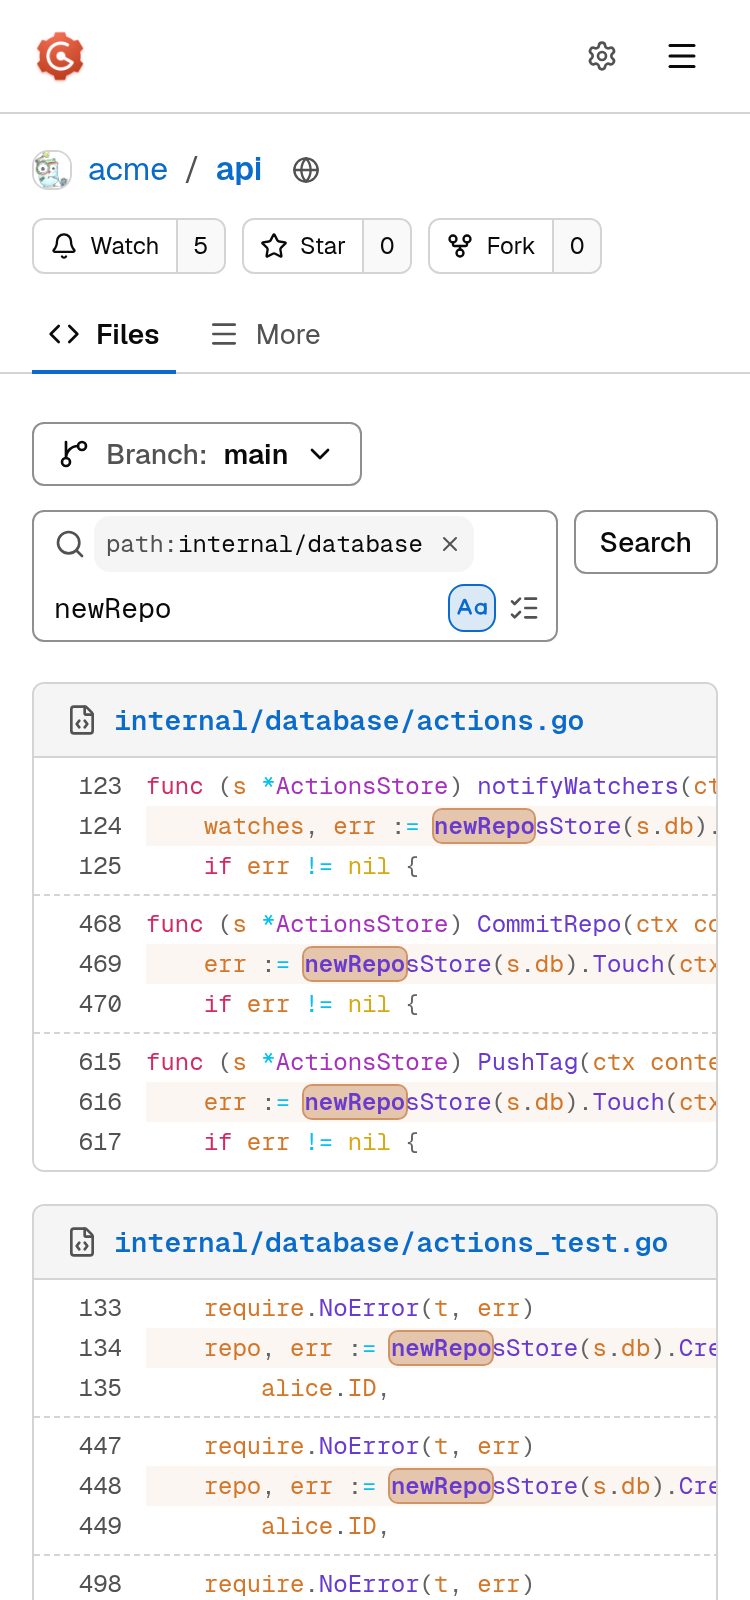 acme / api
Watch 5 Star 0 Fork 0
Files More
Branch: main
path:internal/database
Search
newRepo Aa
internal/database/actions.go
123 func (s *ActionsStore) notifyWatchers(ct
124 watches, err := newReposStore(s.db).
125 if err != nil {
468 func (s *ActionsStore) CommitRepo(ctx co
469 err := newReposStore(s.db).Touch(ctx
470 if err != nil {
615 func (s *ActionsStore) PushTag(ctx conte
616 err := newReposStore(s.db).Touch(ctx
617 if err != nil {
internal/database/actions_test.go
133 require.NoError(t, err)
134 repo, err := newReposStore(s.db).Cre
135 alice.ID,
447 require.NoError(t, err)
448 repo, err := newReposStore(s.db).Cre
449 alice.ID,
498 require.NoError(t, err)